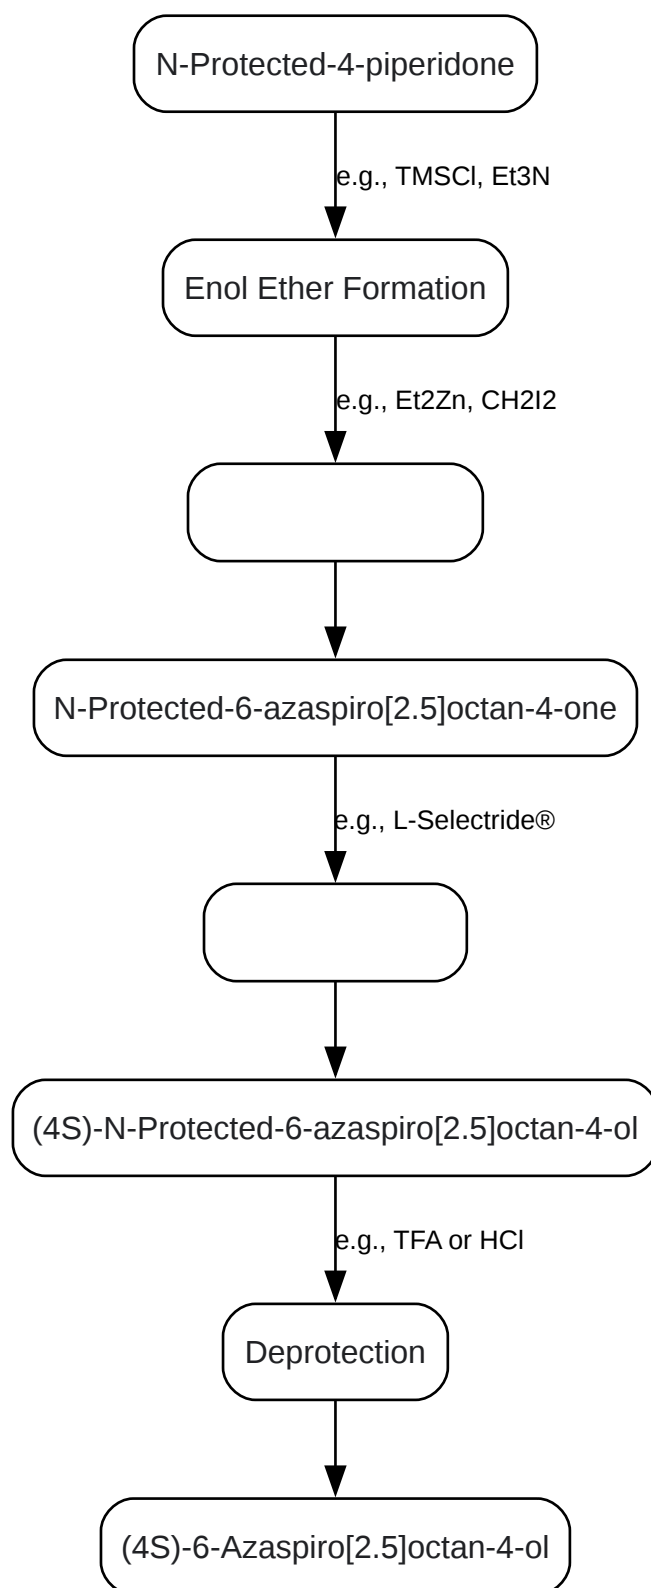 N-Protected-4-piperidone
e.g., TMSCl, Et3N
Enol Ether Formation
e.g., Et2Zn, CH2I2
N-Protected-6-azaspiro[2.5]octan-4-one
e.g., L-Selectride®
(4S)-N-Protected-6-azaspiro[2.5]octan-4-ol
e.g., TFA or HCl
Deprotection
(4S)-6-Azaspiro[2.5]octan-4-ol